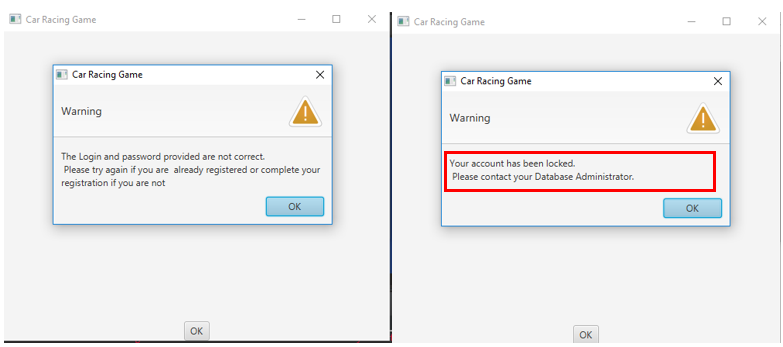 Car Racing Game
Car Racing Game
Warning
The Login and password provided are not correct.
Please try again if you are already registered or complete your
registration if you are not
OK
OK
Car Racing Game
Car Racing Game
Warning
Your account has been locked.
Please contact your Database Administrator.
OK
OK